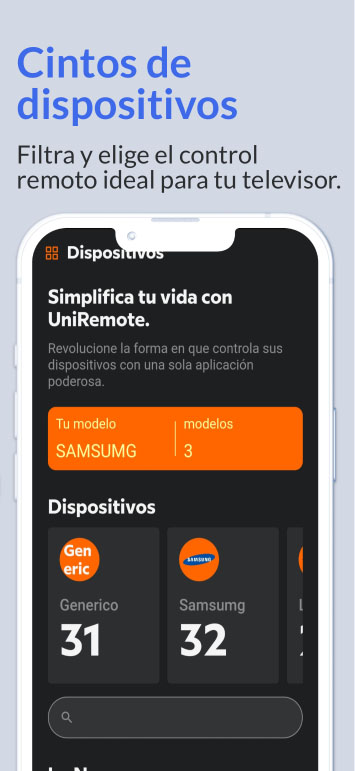 Cintos de
dispositivos
Filtra y elige el control
remoto ideal para tu televisor.
Dispositivos
Simplifica tu vida con
UniRemote.
Revolucione la forma en que controla sus
dispositivos con una sola aplicación
poderosa.
Tu modelo
modelos
SAMSUMG
3
Dispositivos
Gen
eric
SAMSUNG
Generico
Samsumg
31
32